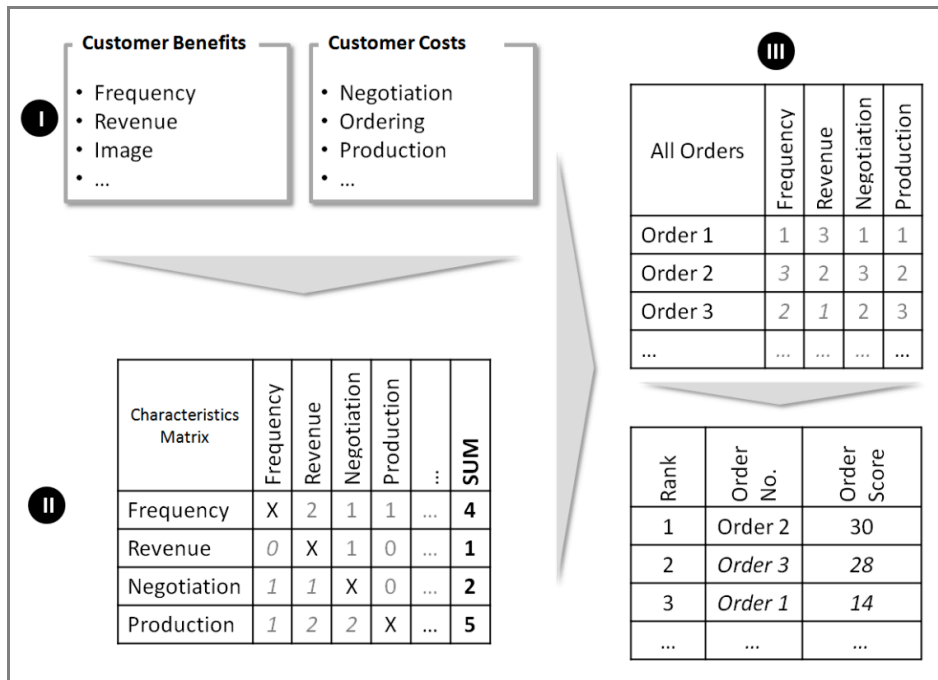 Customer Benefits
• Frequency
• Revenue
• Image
• ...
Customer Costs
• Negotiation
• Ordering
• Production
• ...
I
II
Characteristics Matrix Frequency Revenue Negotiation Production ... SUM
Frequency X 2 1 1 ... 4
Revenue 0 X 1 0 ... 1
Negotiation 1 1 X 0 ... 2
Production 1 2 2 X ... 5
III
All Orders Frequency Revenue Negotiation Production
Order 1 1 3 1 1
Order 2 3 2 3 2
Order 3 2 1 2 3
... ... ... ... ...
Rank Order No. Order Score
1 Order 2 30
2 Order 3 28
3 Order 1 14
... ... ...